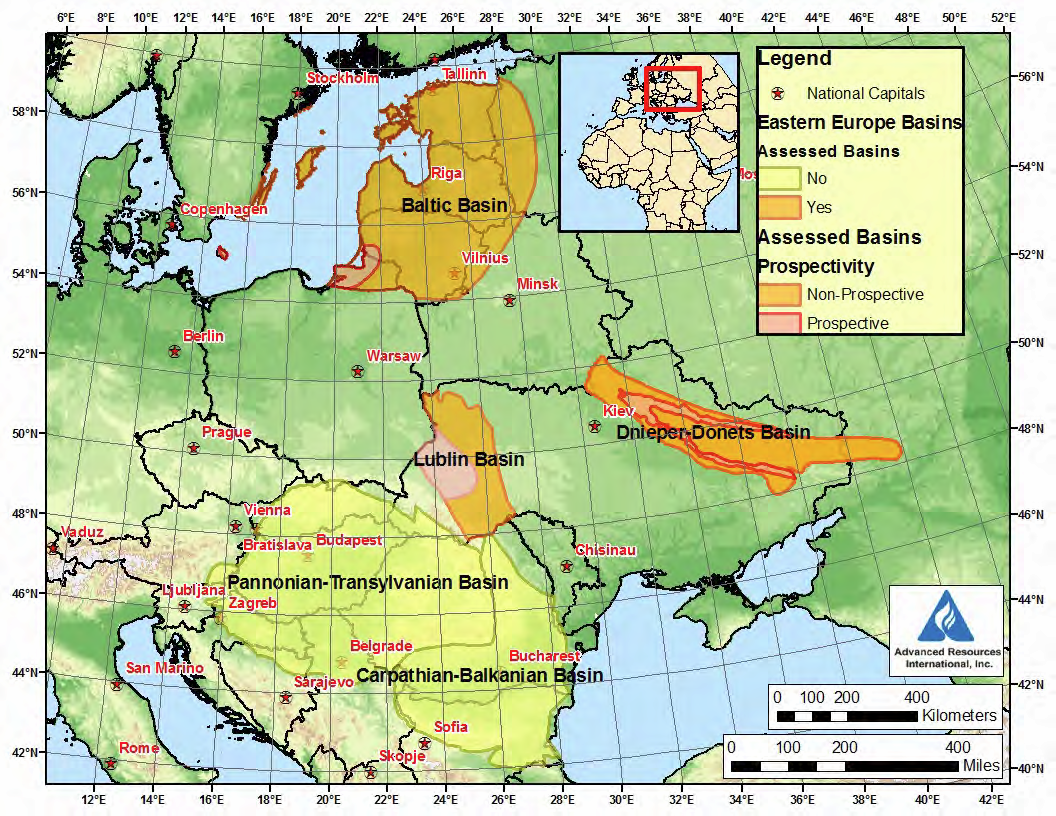 6°E 8°E 10°E 12°E 14°E 16°E 18°E 20°E 22°E 24°E 26°E 28°E 30°E 32°E 34°E 36°E 38°E 40°E 42°E 44°E 46°E 48°E 50°E 52°E
58°N
56°N
54°N
52°N
50°N
48°N
46°N
44°N
42°N
56°N
54°N
52°N
50°N
48°N
46°N
44°N
42°N
40°N
Stockholm
Tallinn
Riga
Copenhagen
Baltic Basin
Vilnius
Minsk
Berlin
Warsaw
Kiev
Dnieper-Donets Basin
Prague
Lublin Basin
Vienna
Vaduz
Bratislava
Budapest
Chisinau
Pannonian-Transylvanian Basin
Ljubljana
Zagreb
Belgrade
Bucharest
San Marino
Carpathian-Balkanian Basin
Sarajevo
Sofia
Rome
Skopje
Legend
National Capitals
Eastern Europe Basins
Assessed Basins
No
Yes
Assessed Basins
Prospectivity
Non-Prospective
Prospective
Advanced Resources
International, Inc.
0 100 200 400
Kilometers
0 100 200 400
Miles
12°E 14°E 16°E 18°E 20°E 22°E 24°E 26°E 28°E 30°E 32°E 34°E 36°E 38°E 40°E 42°E